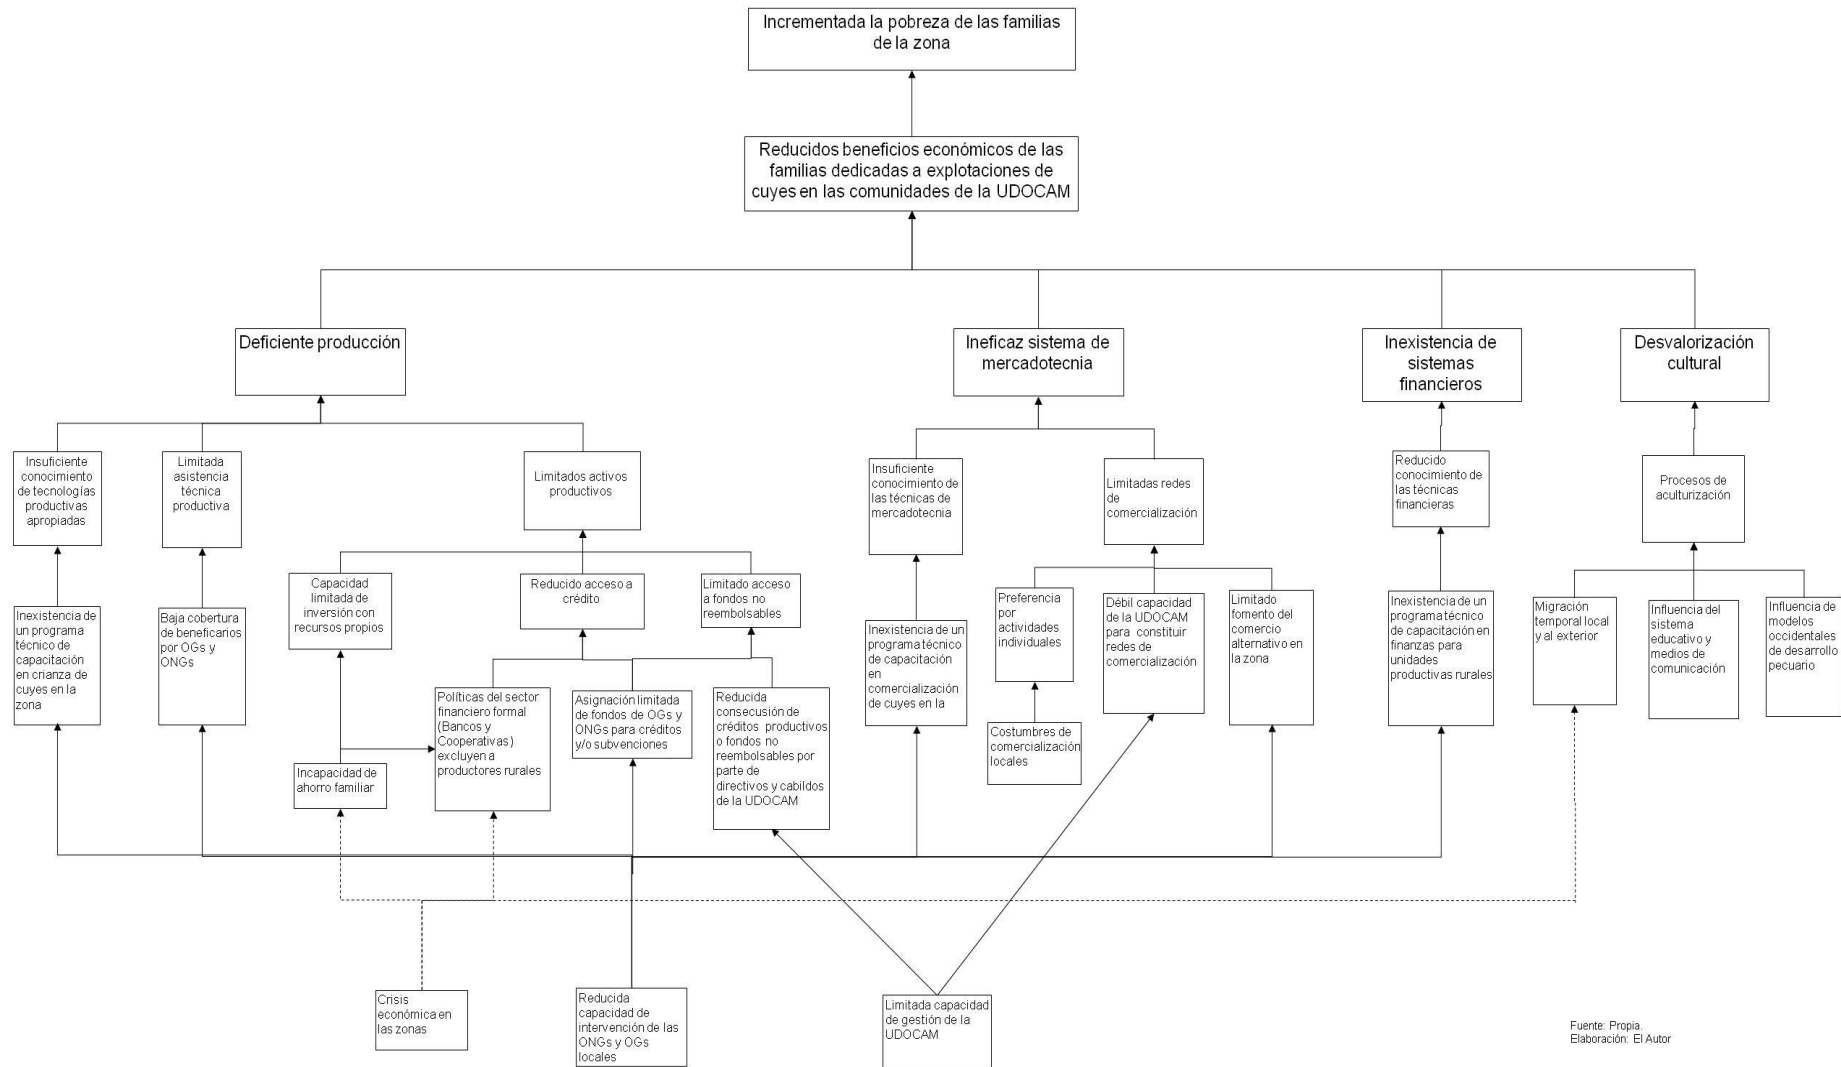 Incrementada la pobreza de las familias
de la zona
Reducidos beneficios económicos de las
familias dedicadas a explotaciones de
cuyes en las comunidades de la UDOCAM
Deficiente producción
Ineficaz sistema de
mercadotecnia
Inexistencia de
sistemas
financieros
Desvalorización
cultural
Insuficiente
conocimiento
de tecnologías
productivas
apropiadas
Limitada
asistencia
técnica
productiva
Limitados activos
productivos
Insuficiente
conocimiento de
las técnicas de
mercadotecnia
Limitadas redes
de
comercialización
Reducido
conocimiento de
las técnicas
financieras
Procesos de
aculturización
Capacidad
limitada de
inversión con
recursos propios
Reducido acceso a
crédito
Limitado acceso
a fondos no
reembolsables
Inexistencia de
un programa
técnico de
capacitación
en crianza de
cuyes en la
zona
Baja cobertura
de beneficarios
por OGs y
ONGs
Inexistencia de un
programa técnico
de capacitación
en
comercialización
de cuyes en la
Preferencia
por
actividades
individuales
Débil capacidad
de la UDOCAM
para constituir
redes de
comercialización
Limitado
fomento del
comercio
alternativo en
la zona
Inexistencia de un
programa técnico
de capacitación en
finanzas para
unidades
productivas rurales
Migración
temporal local
y al exterior
Influencia del
sistema
educativo y
medios de
comunicación
Influencia de
modelos
occidentales
de desarrollo
pecuario
Políticas del sector
financiero formal
(Bancos y
Cooperativas)
excluyen a
productores rurales
Asignación limitada
de fondos de OGs y
ONGs para créditos
y/o subvenciones
Reducida
consecusión de
créditos productivos
o fondos no
reembolsables por
parte de
directivos y cabildos
de la UDOCAM
Costumbres de
comercialización
locales
Incapacidad de
ahorro familiar
Crisis
económica en
las zonas
Reducida
capacidad de
intervención de las
ONGs y OGs
locales
Limitada capacidad
de gestión de la
UDOCAM
Fuente: Propia.
Elaboración: El Autor